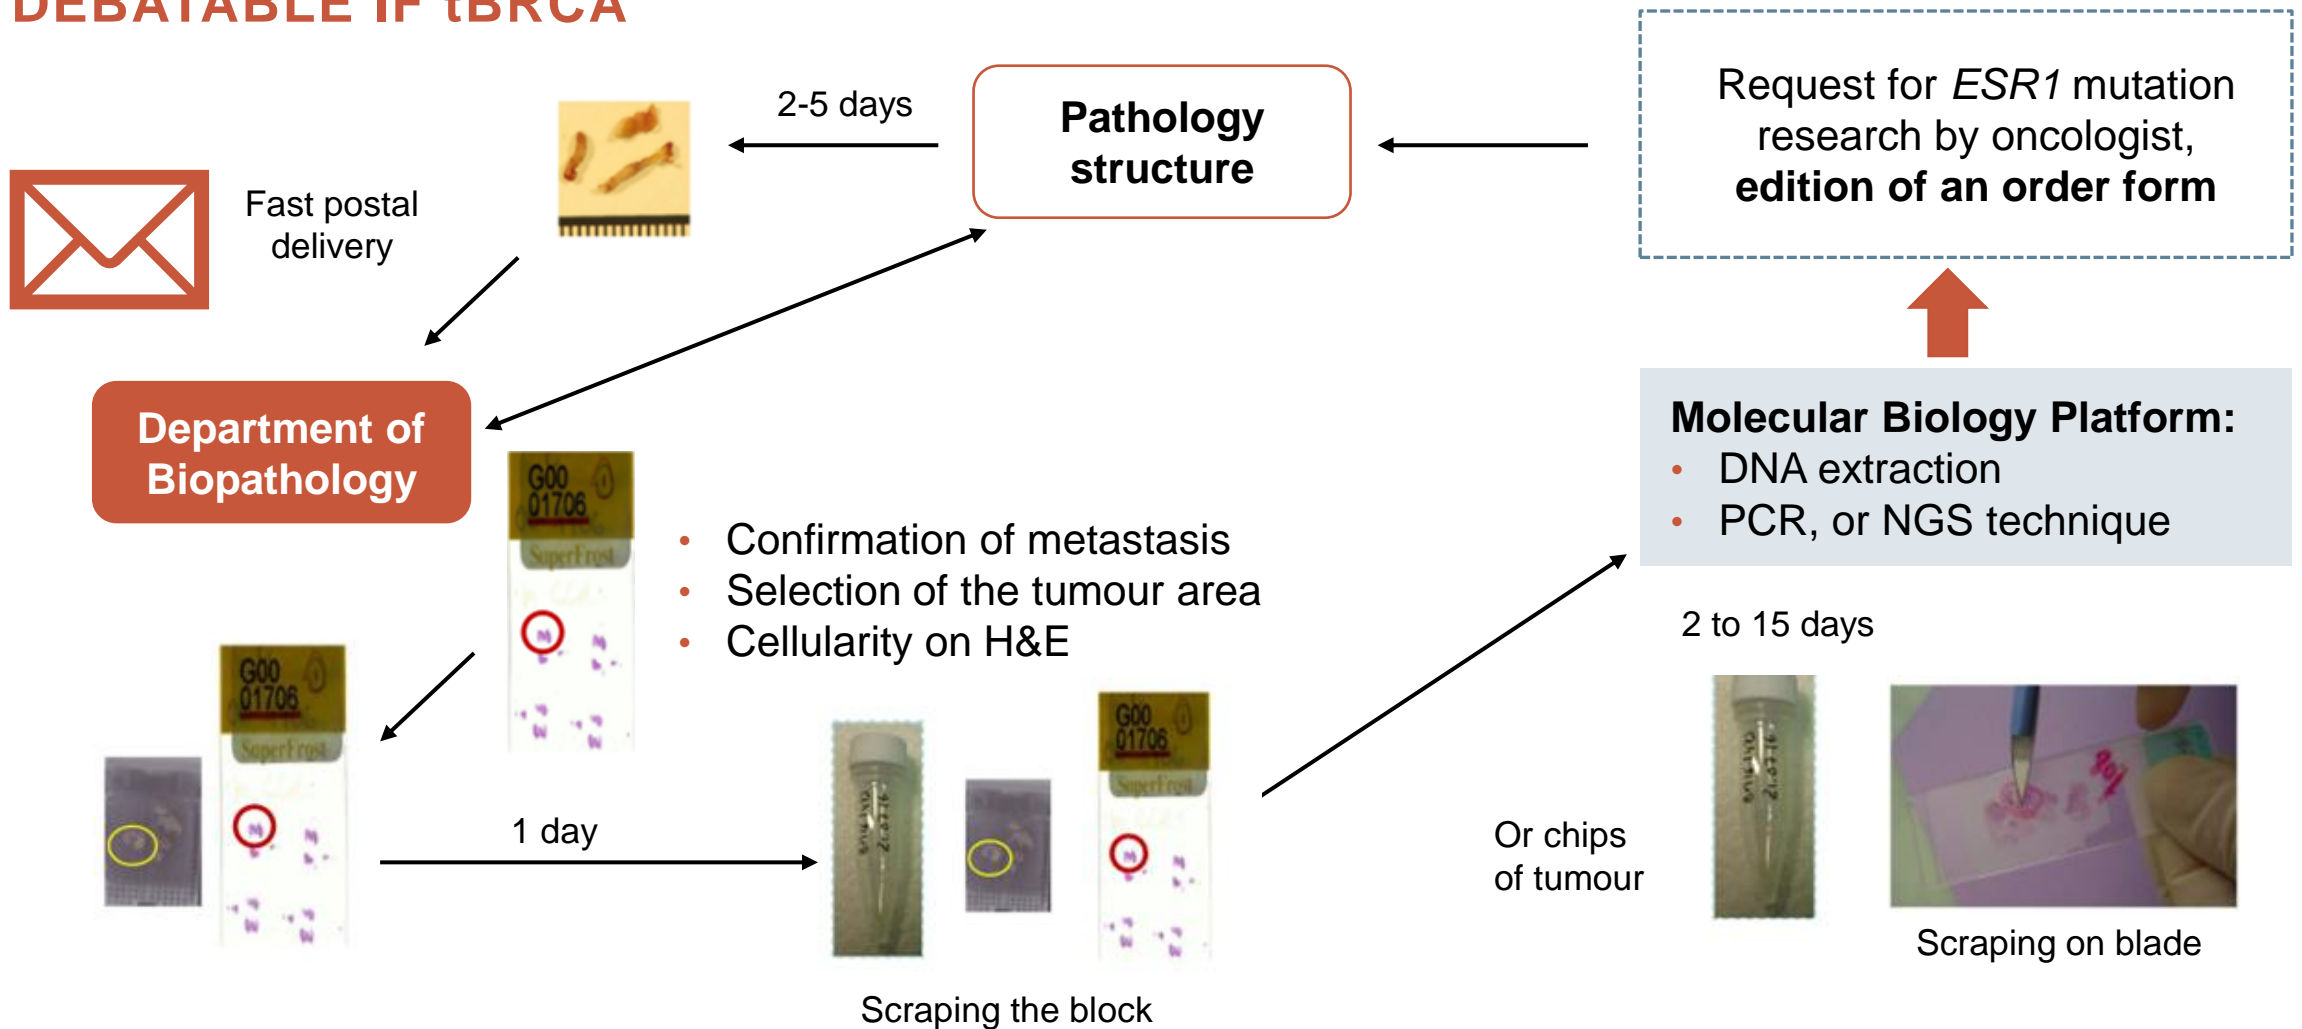 DEBATABLE IF tBRCA
Request for ESR1 mutation
research by oncologist,
edition of an order form
Pathology
structure
2-5 days
Fast postal
delivery
Department of
Biopathology
G00
01706
SuperFrost
• Confirmation of metastasis
• Selection of the tumour area
• Cellularity on H&E
G00
01706
SuperFrost
1 day
G00
01706
SuperFrost
Scraping the block
Molecular Biology Platform:
• DNA extraction
• PCR, or NGS technique
2 to 15 days
Or chips
of tumour
Scraping on blade